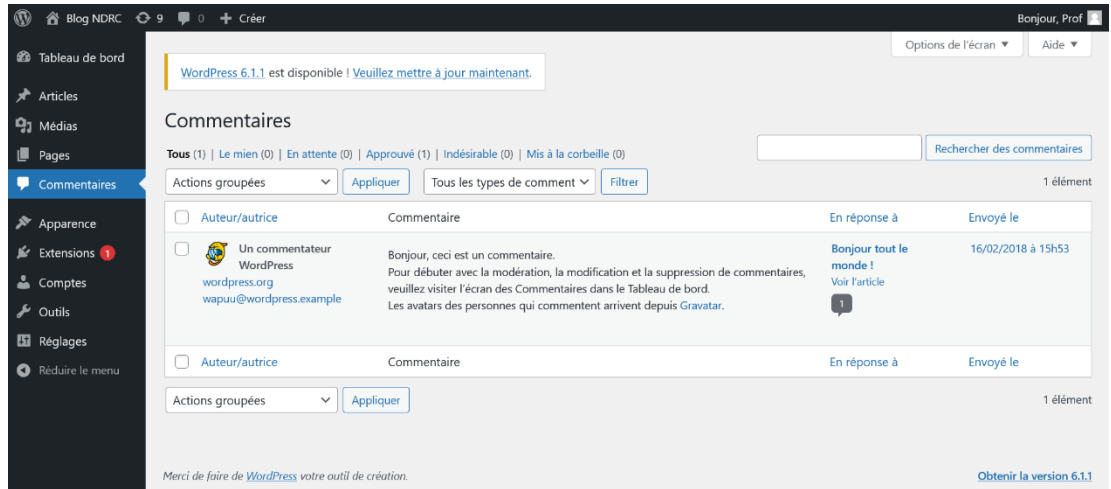 Blog NDRC 9 0 + Créer Bonjour, Prof
Options de l'écran ▼ Aide ▼
Tableau de bord
Articles
Médias
Pages
Commentaires
Apparence
Extensions 1
Comptes
Outils
Réglages
Réduire le menu
WordPress 6.1.1 est disponible ! Veuillez mettre à jour maintenant.
Commentaires
Tous (1) | Le mien (0) | En attente (0) | Approuvé (1) | Indésirable (0) | Mis à la corbeille (0)
Rechercher des commentaires
Actions groupées Appliquer Tous les types de comment Filtrer 1 élément
Auteur/autrice Commentaire En réponse à Envoyé le
Un commentateur
WordPress
wordpress.org
wapuu@wordpress.example
Bonjour, ceci est un commentaire.
Pour débuter avec la modération, la modification et la suppression de commentaires,
veuillez visiter l'écran des Commentaires dans le Tableau de bord.
Les avatars des personnes qui commentent arrivent depuis Gravatar.
Bonjour tout le
monde !
Voir l'article
1
16/02/2018 à 15h53
Auteur/autrice Commentaire En réponse à Envoyé le
Actions groupées Appliquer 1 élément
Merci de faire de WordPress votre outil de création. Obtenir la version 6.1.1